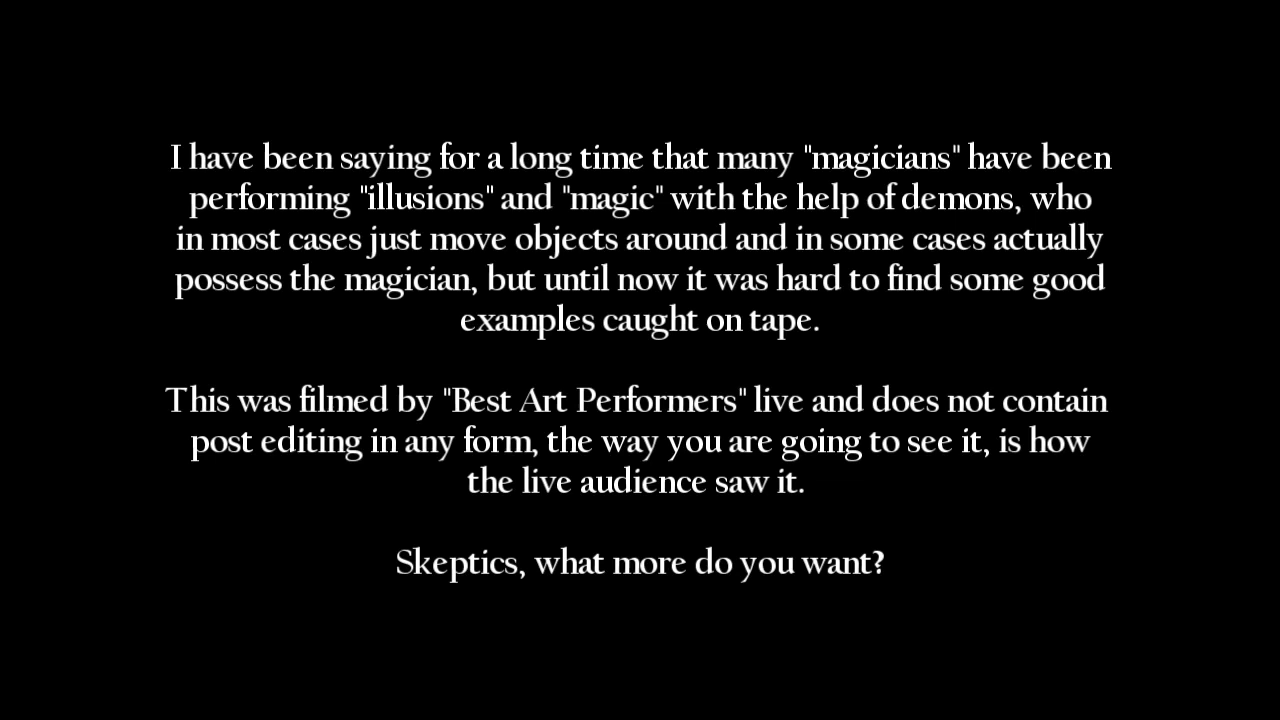 I have been saying for a long time that many "magicians" have been
performing "illusions" and "magic" with the help of demons, who
in most cases just move objects around and in some cases actually
possess the magician, but until now it was hard to find some good
examples caught on tape.
This was filmed by "Best Art Performers" live and does not contain
post editing in any form, the way you are going to see it, is how
the live audience saw it.
Skeptics, what more do you want?